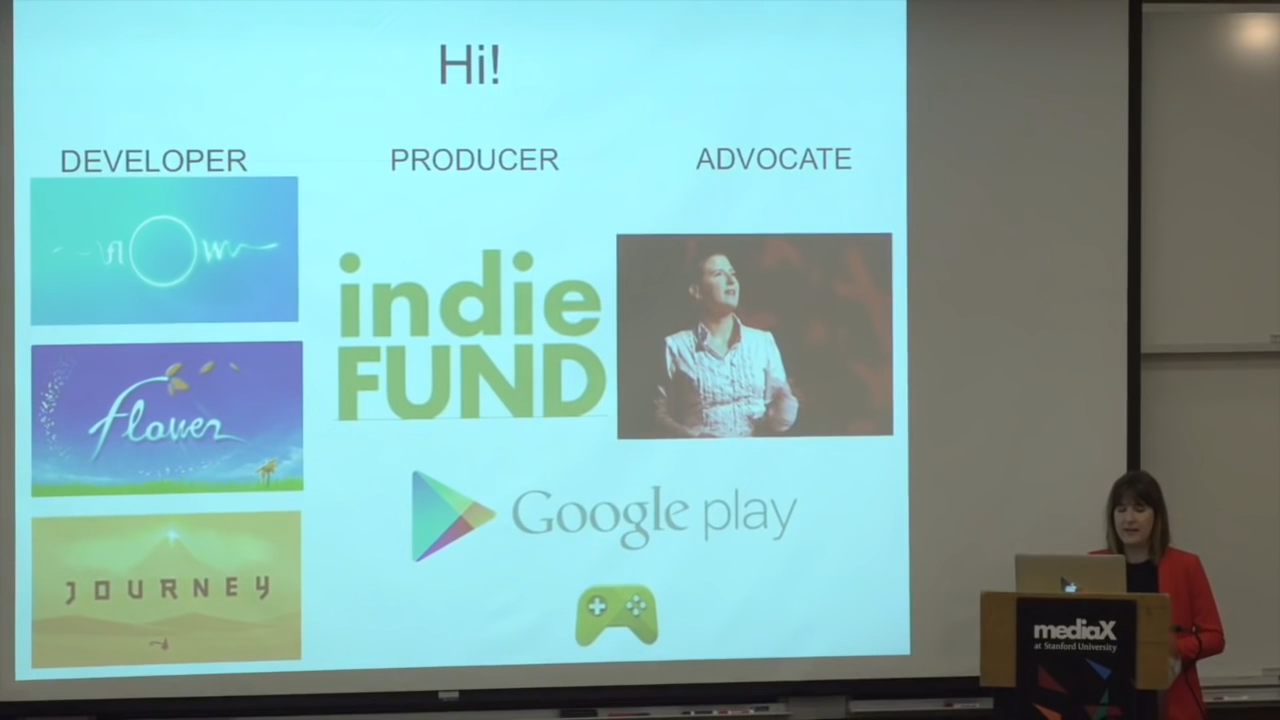 Hi!
DEVELOPER
PRODUCER
ADVOCATE
flOw
flower
JOURNEY
indie
FUND
Google play
mediaX
at Stanford University